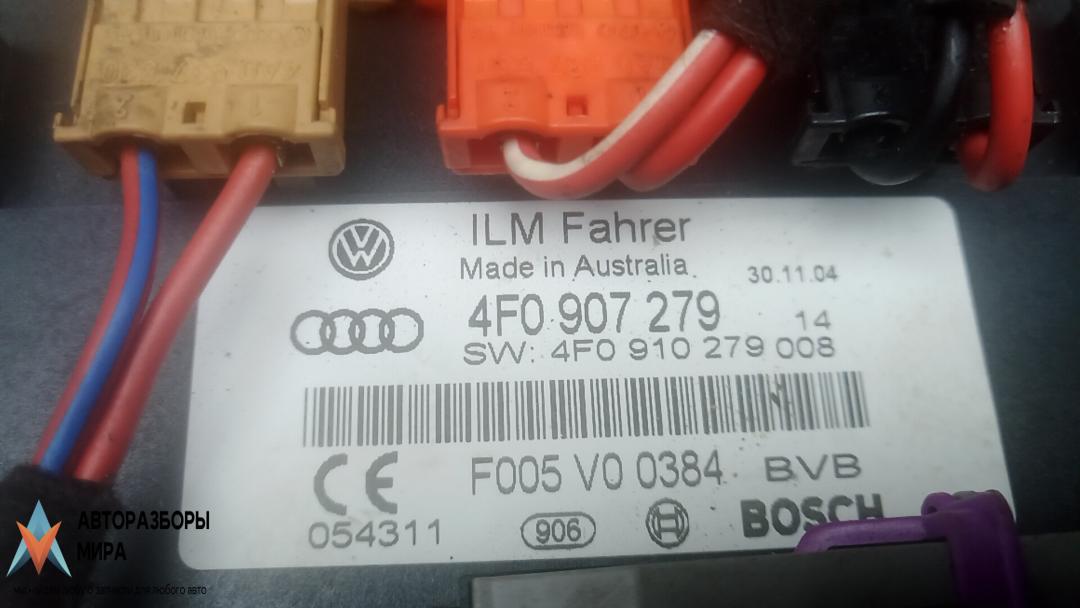 ILM Fahrer
Made in Australia.
30.11.04
4F0 907 279 14
SW: 4F0 910 279 008
F005 V0 0384 BVB
CE
054311
906
BOSCH
АВТОРАЗБОРЫ
МИРА